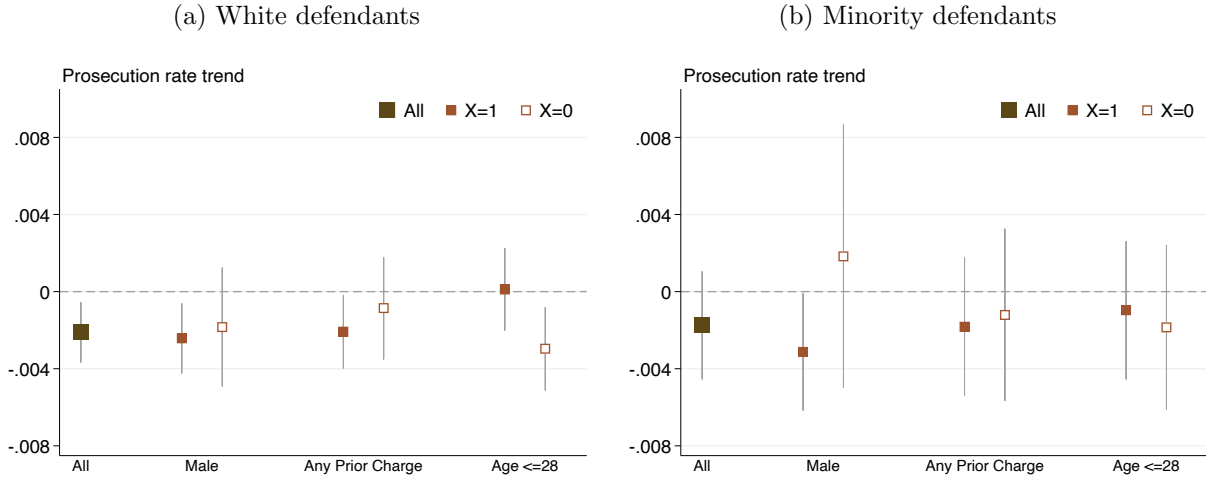 (a) White defendants
Prosecution rate trend
All X=1 X=0
.008
.004
0
-.004
-.008
All Male Any Prior Charge Age <=28
(b) Minority defendants
Prosecution rate trend
All X=1 X=0
.008
.004
0
-.004
-.008
All Male Any Prior Charge Age <=28